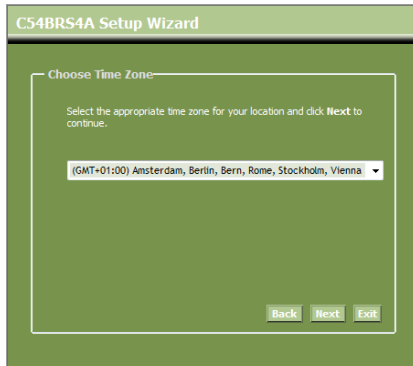 C54BRS4A Setup Wizard
Choose Time Zone
Select the appropriate time zone for your location and click Next to
continue.
(GMT+01:00) Amsterdam, Berlin, Bern, Rome, Stockholm, Vienna
Back Next Exit